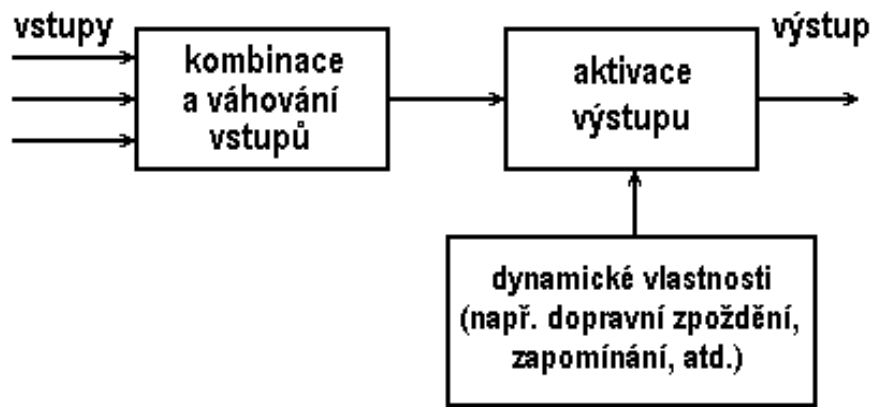 vstupy
kombinace
a váhování
vstupů
aktivace
výstupu
výstup
dynamické vlastnosti
(např. dopravní zpoždění,
zapomínání, atd.)